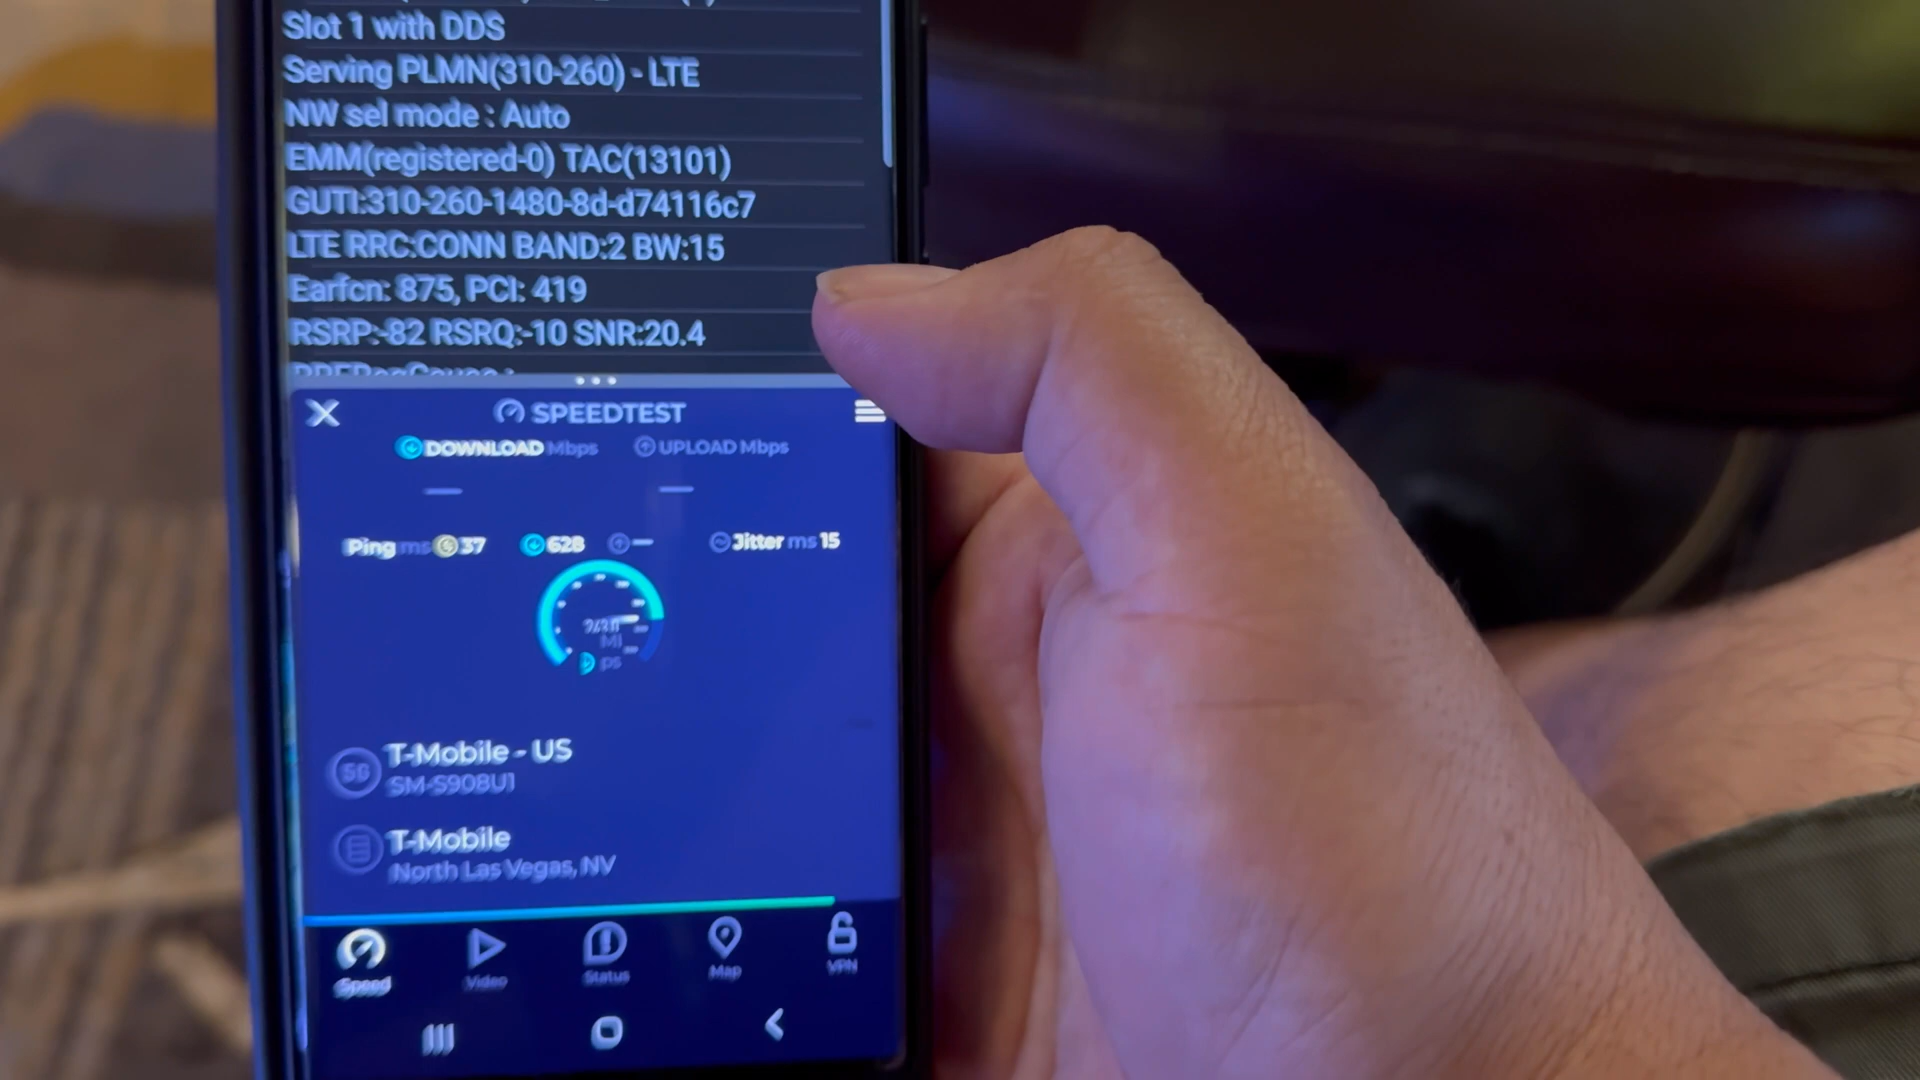 Slot 1 with DDS
Serving PLMN(310-260) - LTE
NW sel mode : Auto
EMM(registered-0) TAC(13101)
GUTI:310-260-1480-8d-d74116c7
LTE RRC:CONN BAND:2 BW:15
Earfcn: 875, PCI: 419
RSRP:-82 RSRQ:-10 SNR:20.4
SPEEDTEST
DOWNLOAD Mbps UPLOAD Mbps
Ping ms 37 628 Jitter ms 15
5G T-Mobile - US
SM-S908U1
T-Mobile
North Las Vegas, NV
Speed Video Status Map VPN